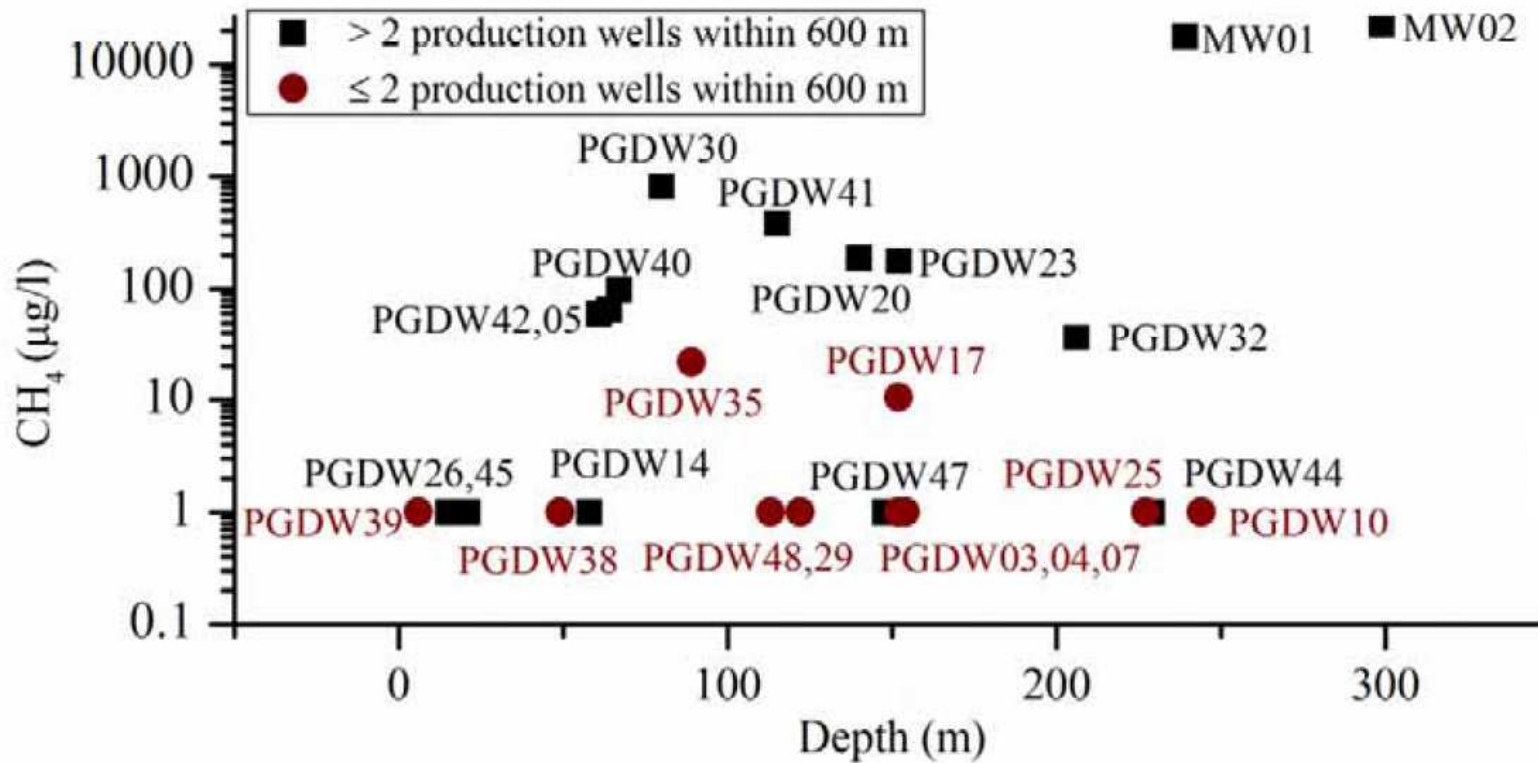 > 2 production wells within 600 m
≤ 2 production wells within 600 m
MW01
MW02
10000
1000
100
10
1
0.1
CH₄ (µg/l)
PGDW30
PGDW41
PGDW40
PGDW23
PGDW20
PGDW42,05
PGDW32
PGDW17
PGDW35
PGDW26,45
PGDW14
PGDW47
PGDW25
PGDW44
PGDW39
PGDW10
PGDW38
PGDW48,29
PGDW03,04,07
0
100
200
300
Depth (m)